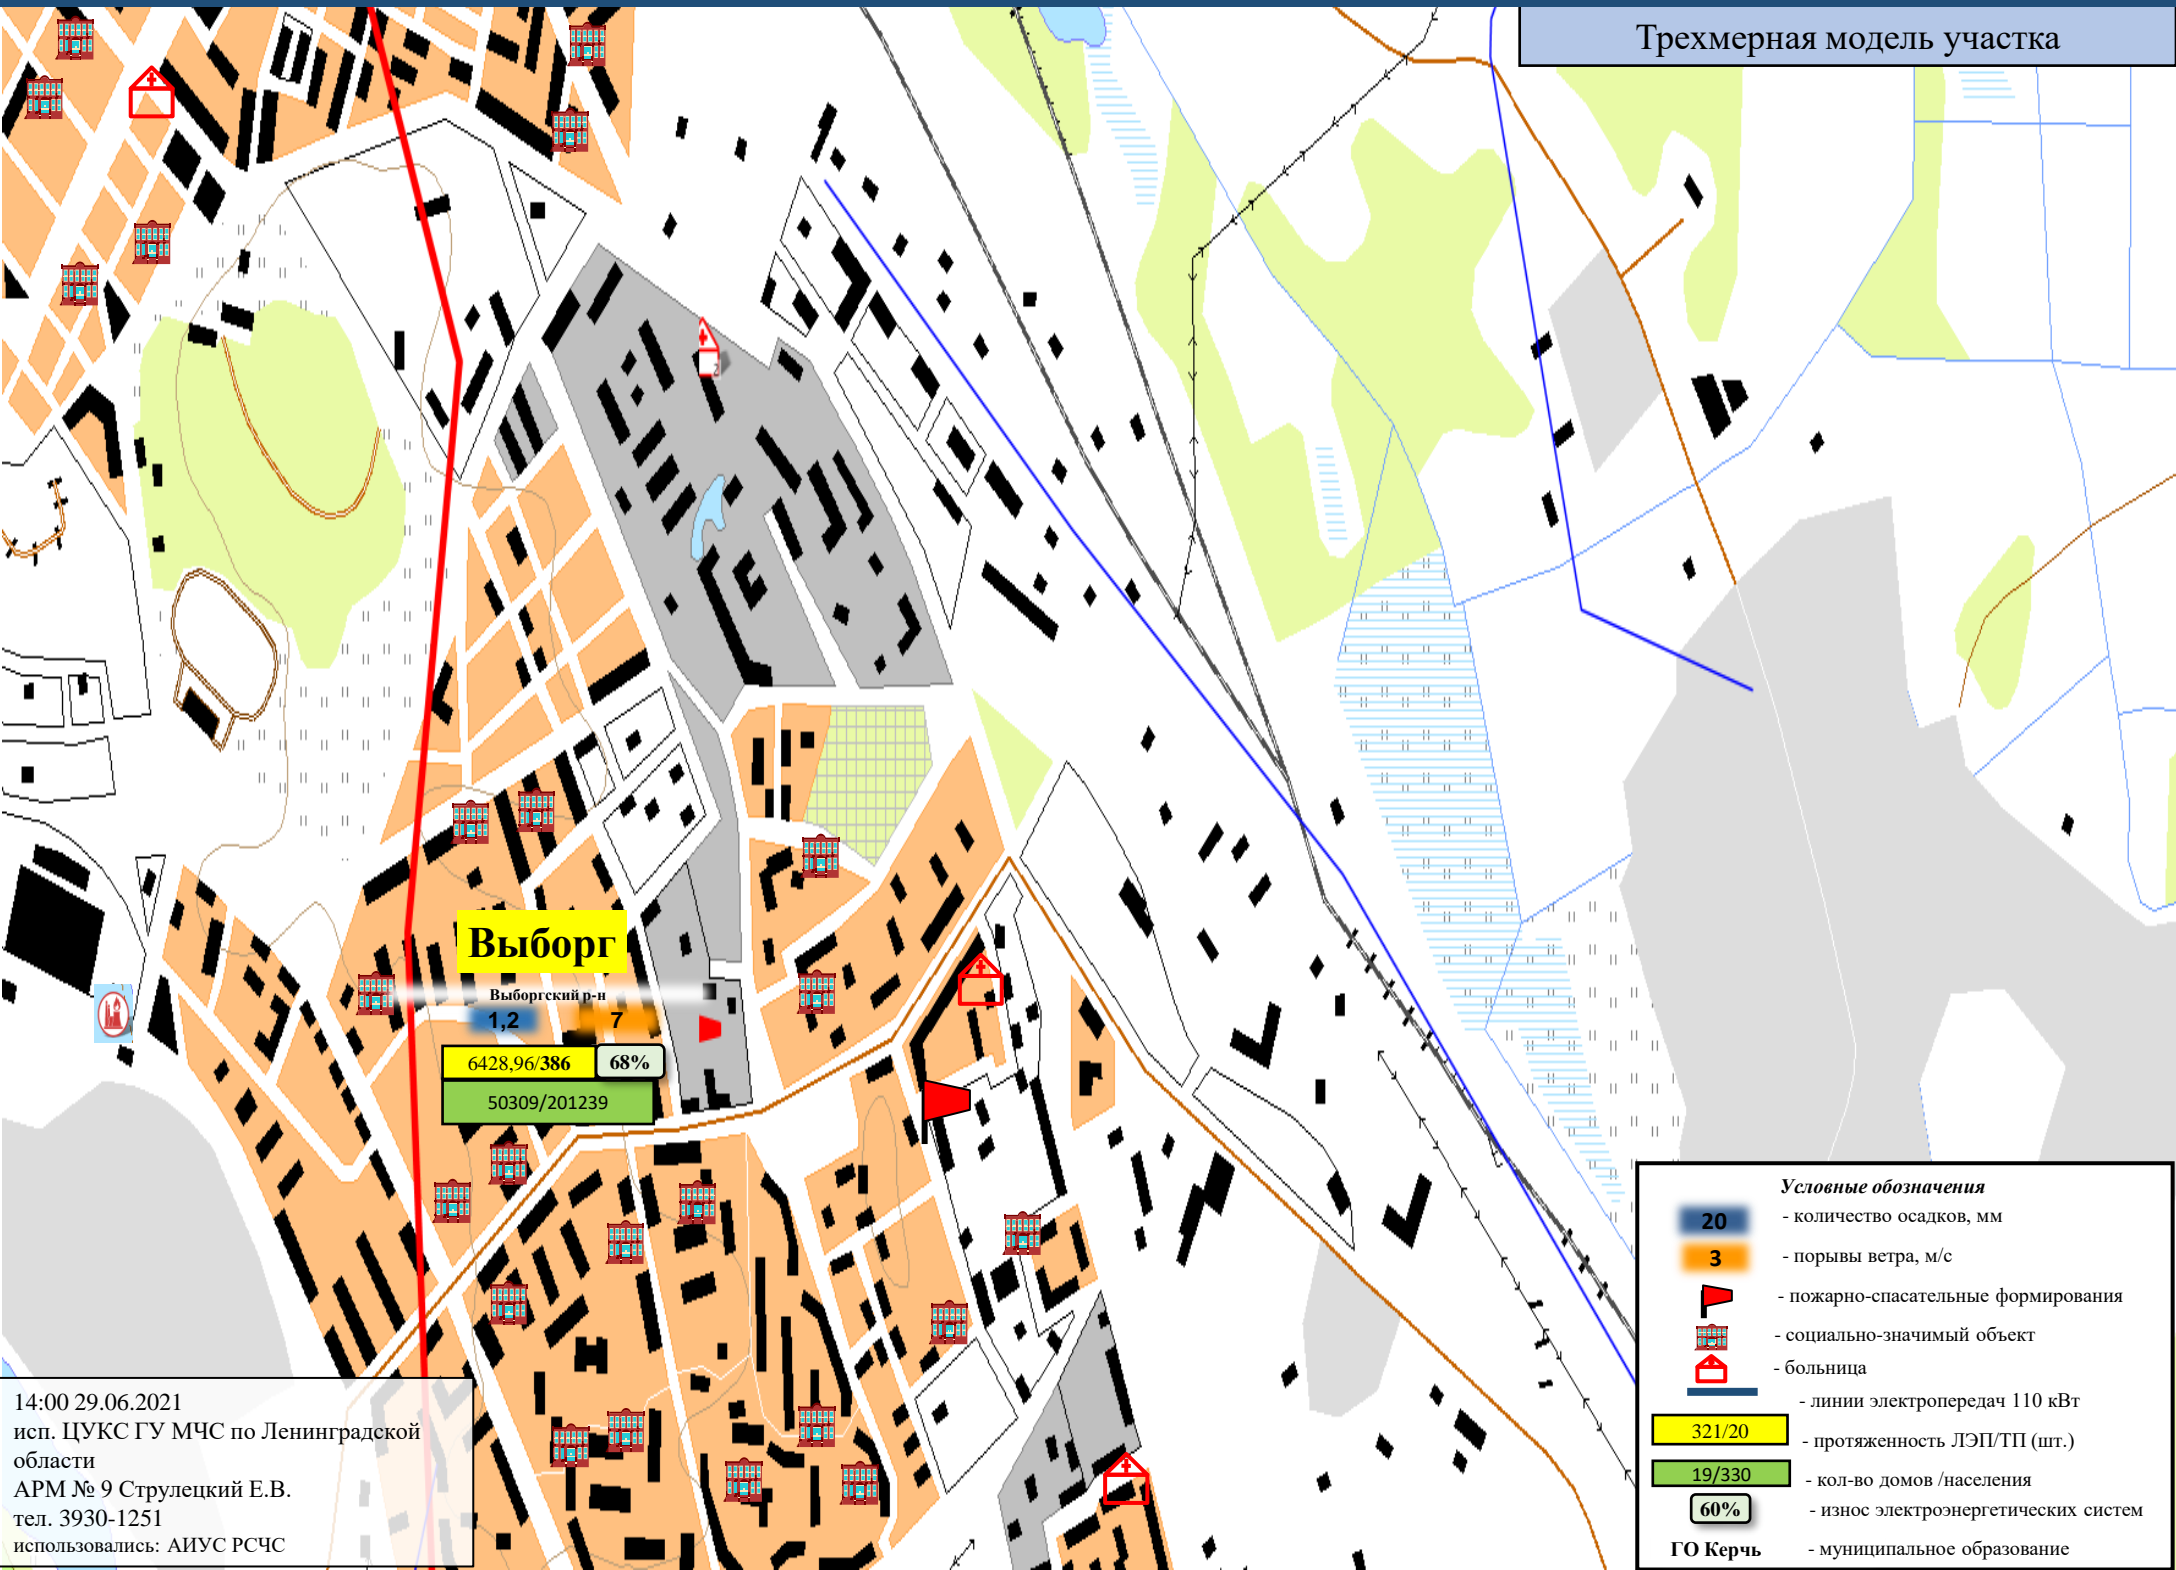 Трехмерная модель участка
Выборг
Выборгский р-н
1,2
7
6428,96/386
68%
50309/201239
14:00 29.06.2021
исп. ЦУКС ГУ МЧС по Ленинградской
области
АРМ № 9 Струлецкий Е.В.
тел. 3930-1251
использовались: АИУС РСЧС
Условные обозначения
20 - количество осадков, мм
3 - порывы ветра, м/с
- пожарно-спасательные формирования
- социально-значимый объект
- больница
- линии электропередач 110 кВт
321/20 - протяженность ЛЭП/ТП (шт.)
19/330 - кол-во домов /населения
60% - износ электроэнергетических систем
ГО Керчь - муниципальное образование